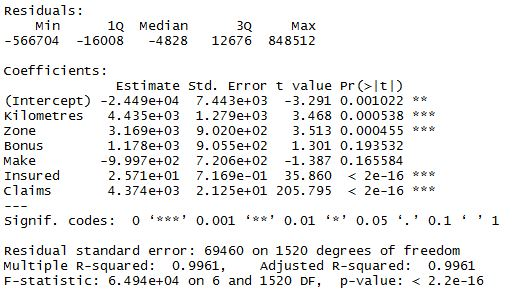 Residuals:
Min 1Q Median 3Q Max
-566704 -16008 -4828 12676 848512
Coefficients:
Estimate Std. Error t value Pr(>|t|)
(Intercept) -2.449e+04 7.443e+03 -3.291 0.001022 **
Kilometres 4.435e+03 1.279e+03 3.468 0.000538 ***
Zone 3.169e+03 9.020e+02 3.513 0.000455 ***
Bonus 1.178e+03 9.055e+02 1.301 0.193532
Make -9.997e+02 7.206e+02 -1.387 0.165584
Insured 2.571e+01 7.169e-01 35.860 < 2e-16 ***
Claims 4.374e+03 2.125e+01 205.795 < 2e-16 ***
---
Signif. codes: 0 ‘***’ 0.001 ‘**’ 0.01 ‘*’ 0.05 ‘.’ 0.1 ‘ ’ 1
Residual standard error: 69460 on 1520 degrees of freedom
Multiple R-squared: 0.9961, Adjusted R-squared: 0.9961
F-statistic: 6.494e+04 on 6 and 1520 DF, p-value: < 2.2e-16